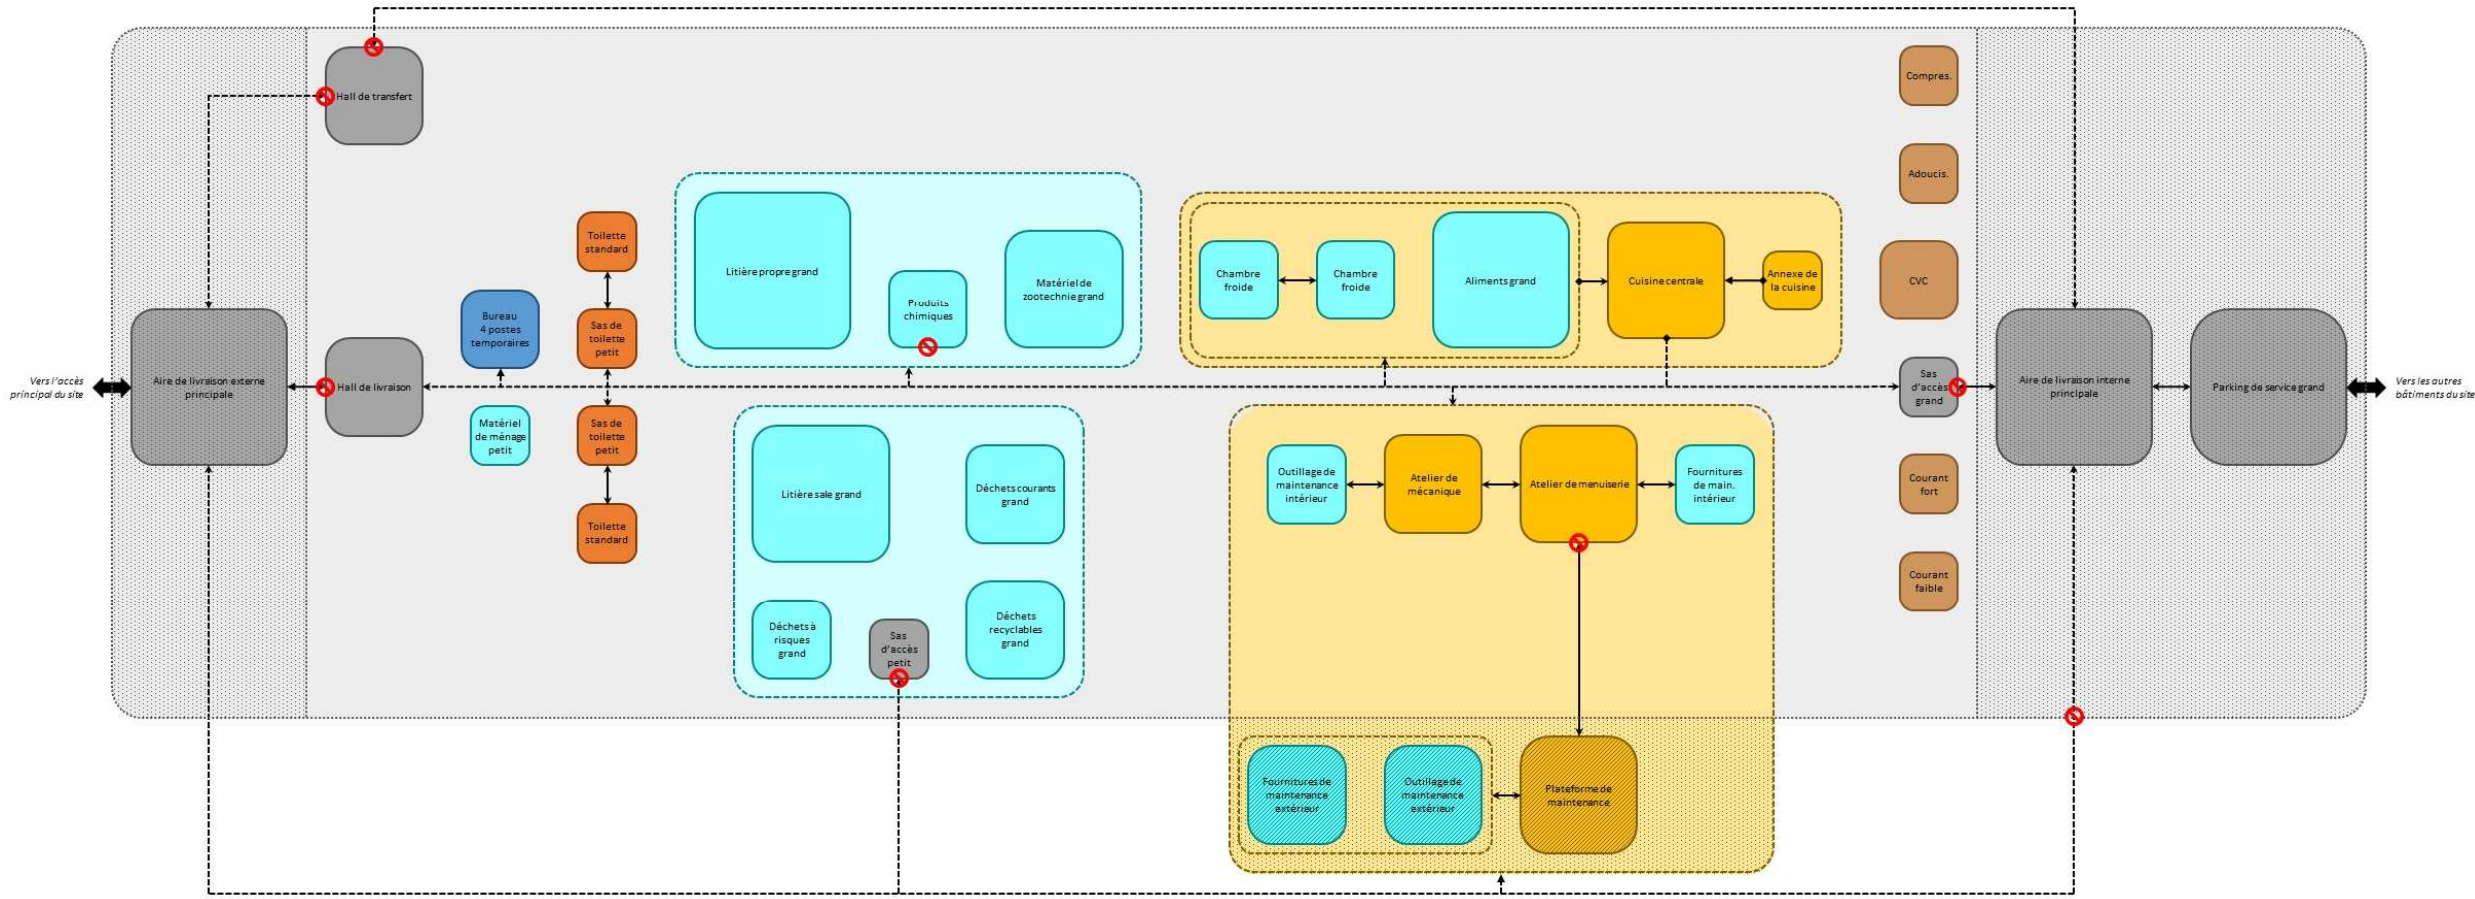 Hall de transfert
Compres.
Adoucis.
CVC
Toilette
standard
Litière propre grand
Produits
chimiques
Matériel de
zootechnie grand
Chambre
froide
Chambre
froide
Aliments grand
Cuisine centrale
Annexe de
la cuisine
Bureau
4 postes
temporaires
Sas de
toilette
petit
Vers l'accès
principal du site
Aire de livraison externe
principale
Hall de livraison
Sas
d'accès
grand
Aire de livraison interne
principale
Parking de service grand
Vers les autres
bâtiments du site
Matériel
de ménage
petit
Sas de
toilette
petit
Toilette
standard
Litière sale grand
Déchets courants
grand
Déchets à
risques
grand
Sas
d'accès
petit
Déchets
recyclables
grand
Outillage de
maintenance
intérieur
Atelier de
mécanique
Atelier de menuiserie
Fournitures
de main.
intérieur
Courant
fort
Courant
faible
Fournitures de
maintenance
extérieur
Outillage de
maintenance
extérieur
Plateforme de
maintenance